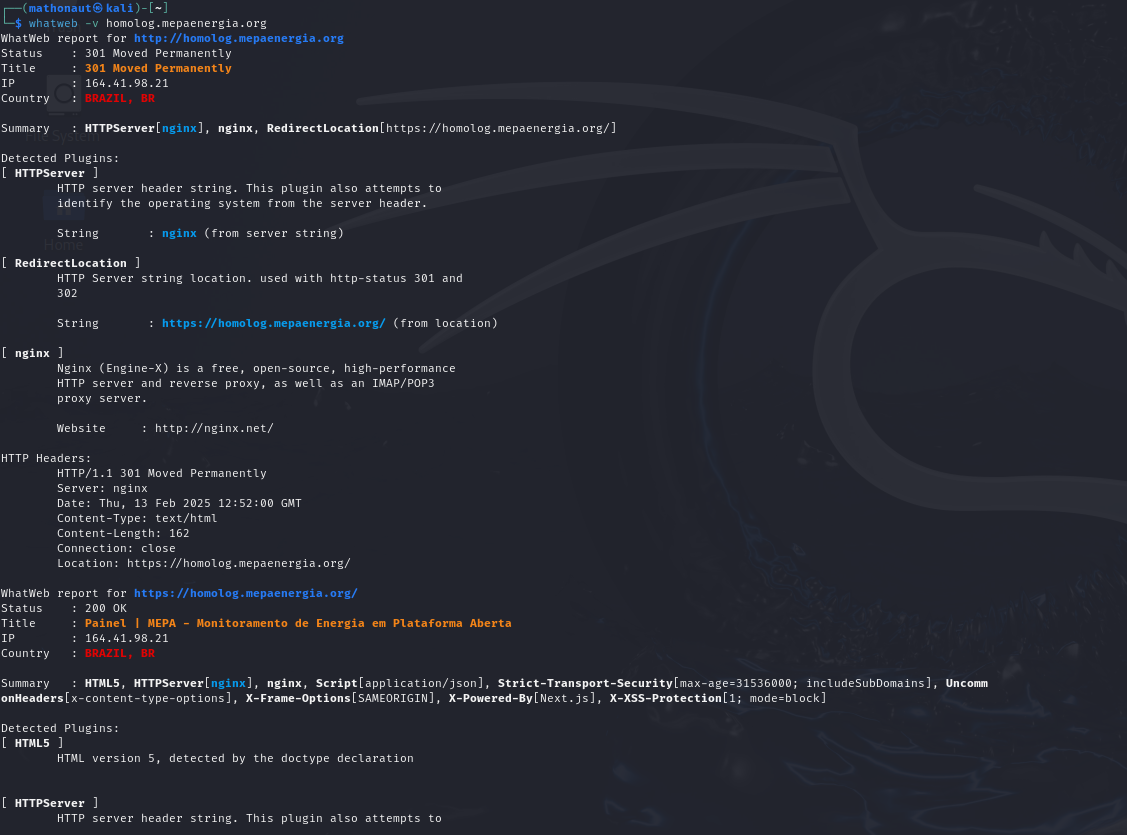 ┌──(mathonaut㉿kali)-[~]
└─$ whatweb -v homolog.mepaenergia.org
WhatWeb report for http://homolog.mepaenergia.org
Status    : 301 Moved Permanently
Title     : 301 Moved Permanently
IP        : 164.41.98.21
Country   : BRAZIL, BR

Summary   : HTTPServer[nginx], nginx, RedirectLocation[https://homolog.mepaenergia.org/]

Detected Plugins:
[ HTTPServer ]
        HTTP server header string. This plugin also attempts to
        identify the operating system from the server header.

        String       : nginx (from server string)

[ RedirectLocation ]
        HTTP Server string location. used with http-status 301 and
        302

        String       : https://homolog.mepaenergia.org/ (from location)

[ nginx ]
        Nginx (Engine-X) is a free, open-source, high-performance
        HTTP server and reverse proxy, as well as an IMAP/POP3
        proxy server.

        Website     : http://nginx.net/

HTTP Headers:
        HTTP/1.1 301 Moved Permanently
        Server: nginx
        Date: Thu, 13 Feb 2025 12:52:00 GMT
        Content-Type: text/html
        Content-Length: 162
        Connection: close
        Location: https://homolog.mepaenergia.org/

WhatWeb report for https://homolog.mepaenergia.org/
Status    : 200 OK
Title     : Painel | MEPA - Monitoramento de Energia em Plataforma Aberta
IP        : 164.41.98.21
Country   : BRAZIL, BR

Summary   : HTML5, HTTPServer[nginx], nginx, Script[application/json], Strict-Transport-Security[max-age=31536000; includeSubDomains], Uncomm
onHeaders[x-content-type-options], X-Frame-Options[SAMEORIGIN], X-Powered-By[Next.js], X-XSS-Protection[1; mode=block]

Detected Plugins:
[ HTML5 ]
        HTML version 5, detected by the doctype declaration

[ HTTPServer ]
        HTTP server header string. This plugin also attempts to
Home